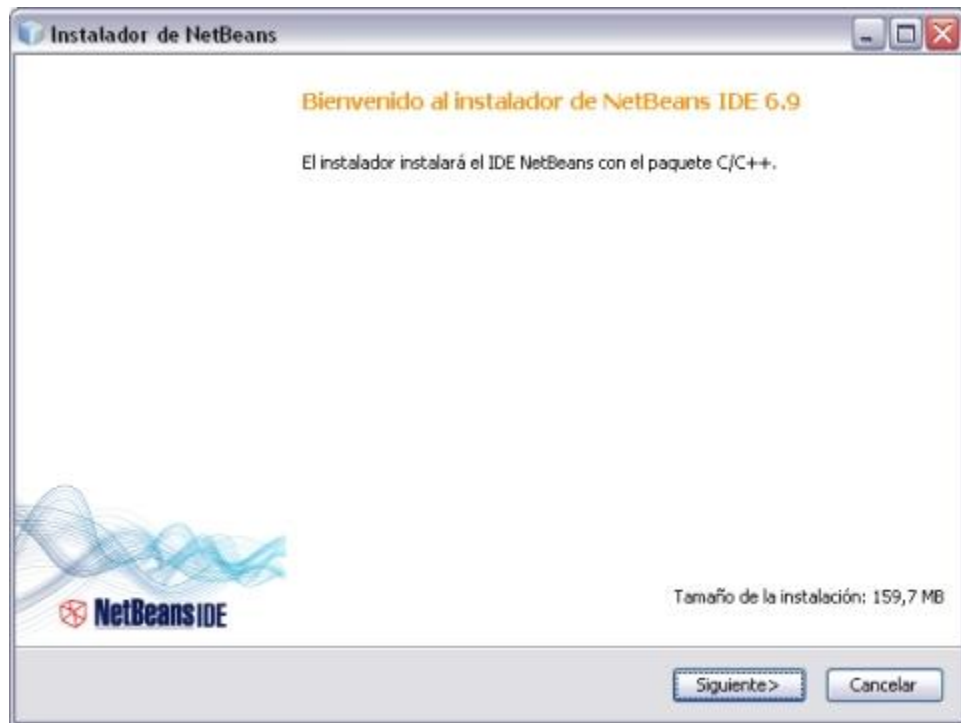 Instalador de NetBeans
Bienvenido al instalador de NetBeans IDE 6.9
El instalador instalará el IDE NetBeans con el paquete C/C++.
Tamaño de la instalación: 159,7 MB
NetBeans IDE
Siguiente>
Cancelar